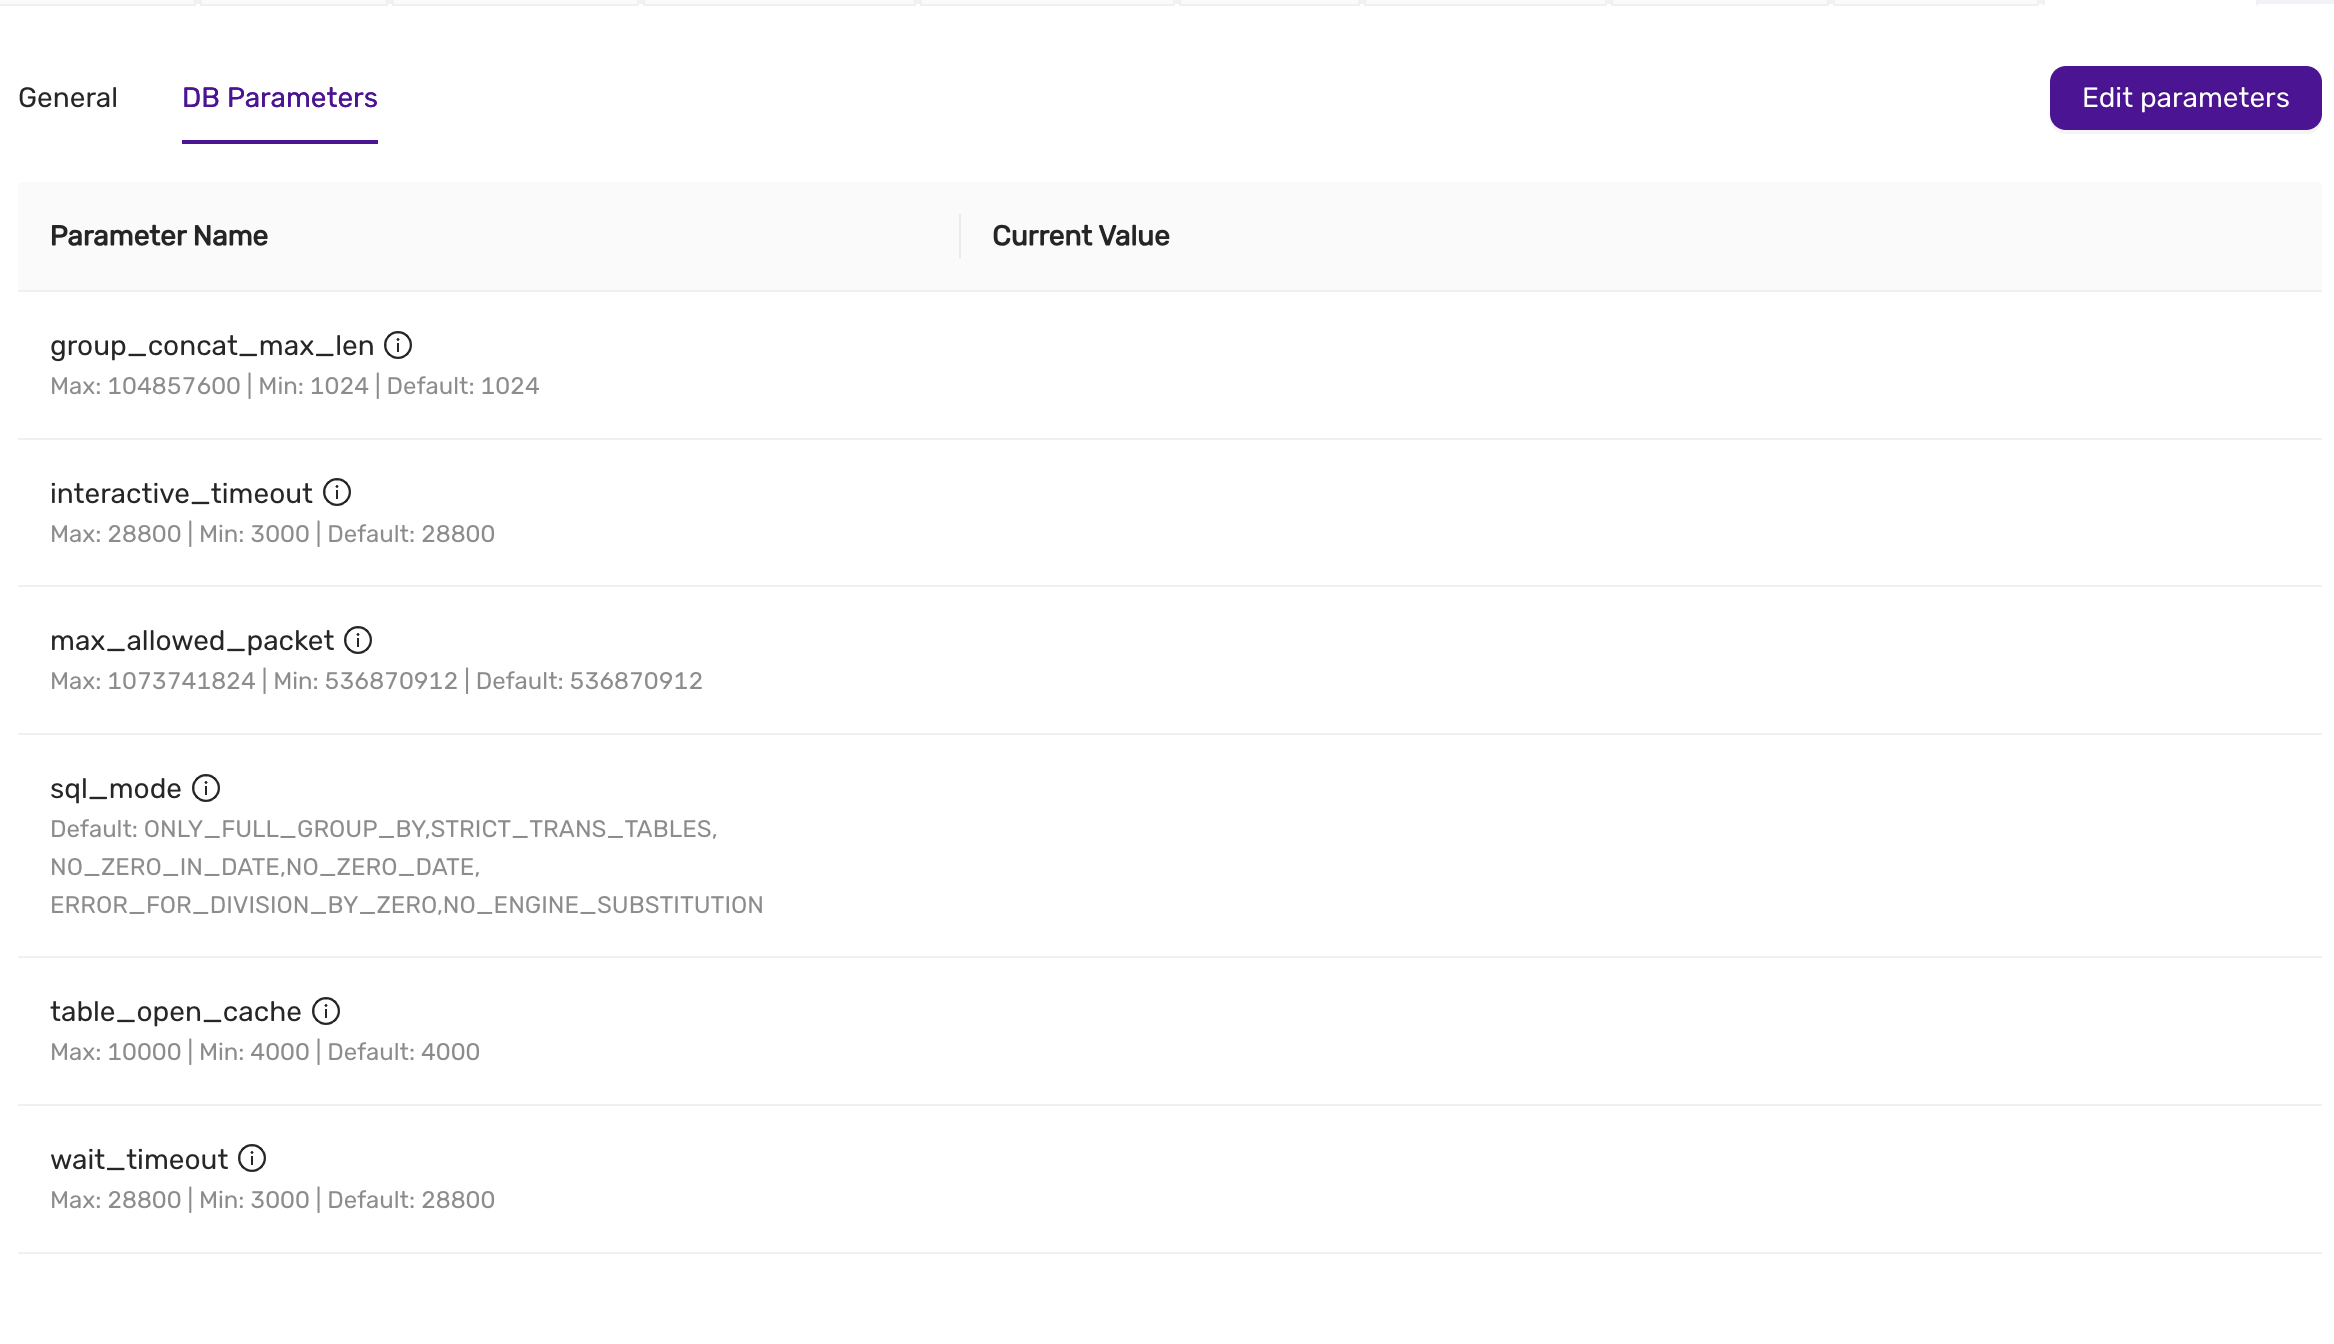 General
DB Parameters
Edit parameters
Parameter Name
Current Value
group_concat_max_len
Max: 104857600 | Min: 1024 | Default: 1024
interactive_timeout
Max: 28800 | Min: 3000 | Default: 28800
max_allowed_packet
Max: 1073741824 | Min: 536870912 | Default: 536870912
sql_mode
Default: ONLY_FULL_GROUP_BY,STRICT_TRANS_TABLES,
NO_ZERO_IN_DATE,NO_ZERO_DATE,
ERROR_FOR_DIVISION_BY_ZERO,NO_ENGINE_SUBSTITUTION
table_open_cache
Max: 10000 | Min: 4000 | Default: 4000
wait_timeout
Max: 28800 | Min: 3000 | Default: 28800